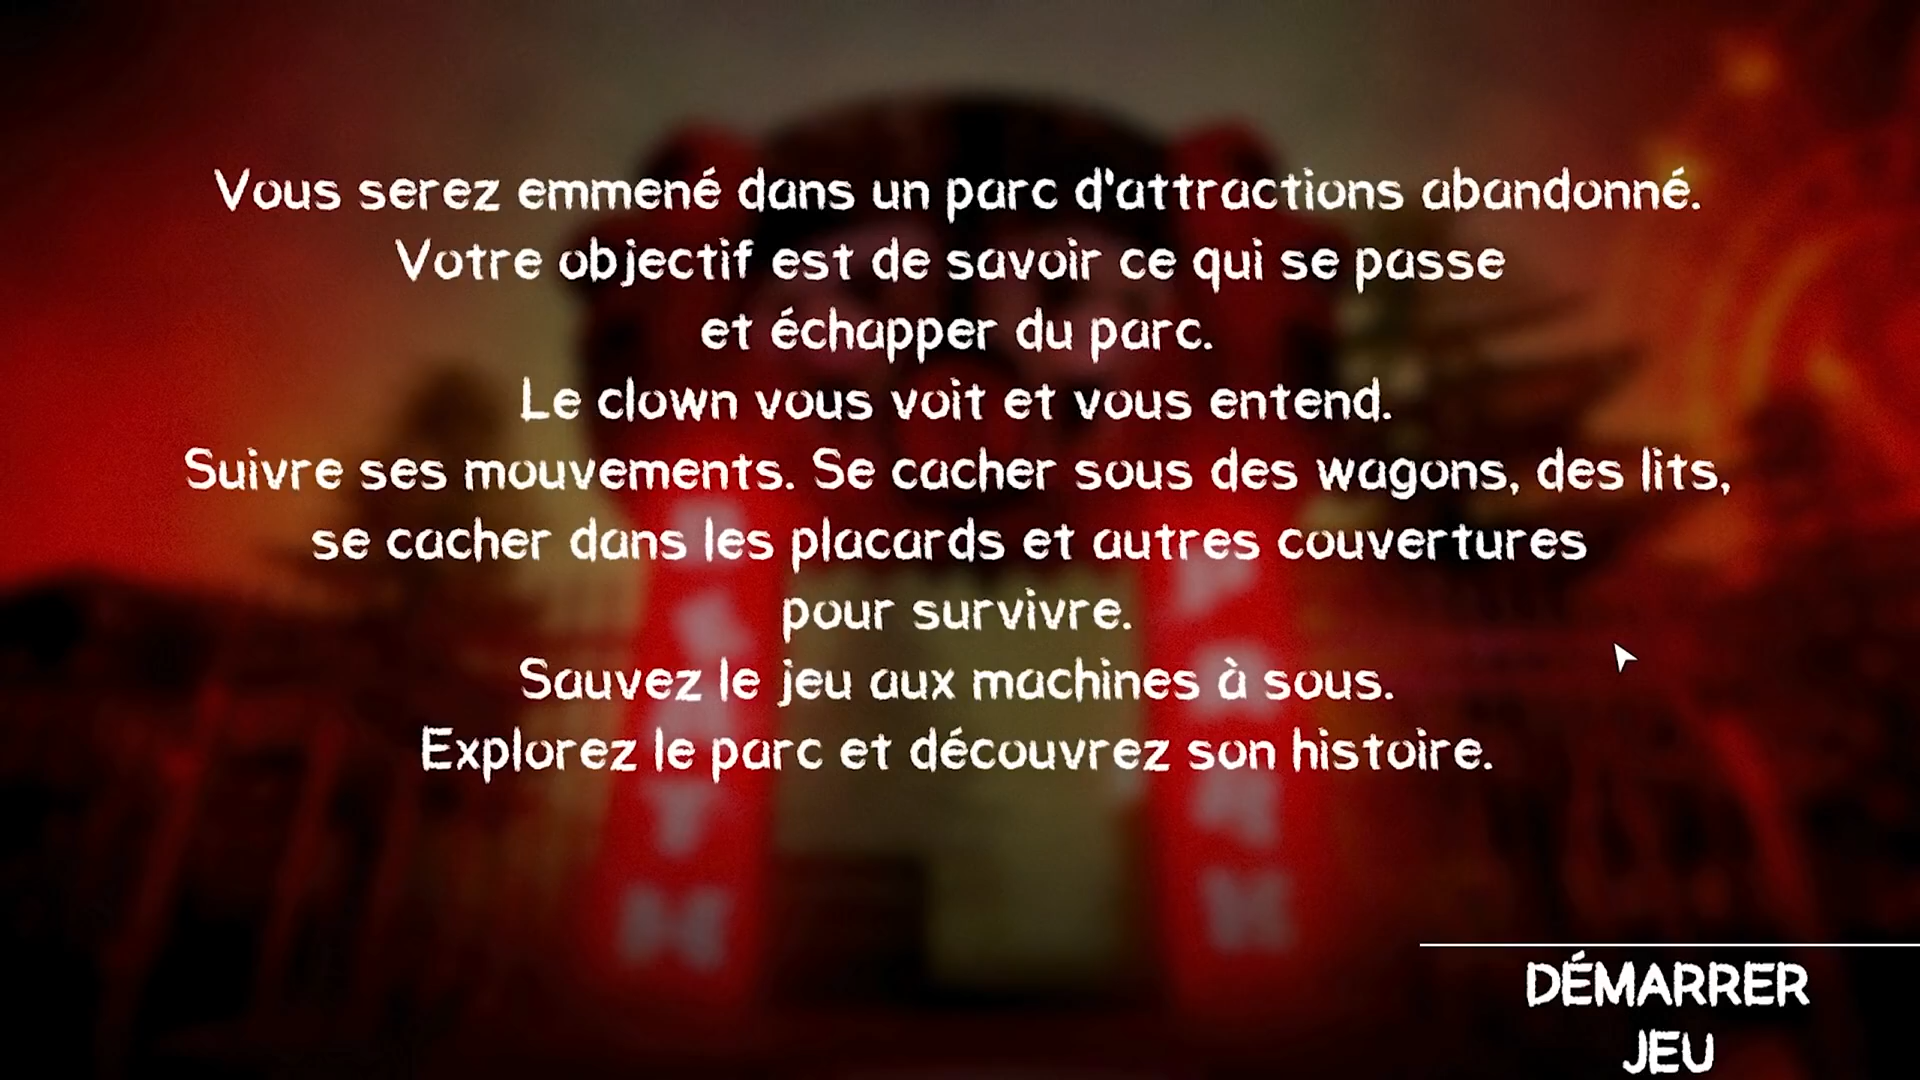 Vous serez emmené dans un parc d'attractions abandonné.
Votre objectif est de savoir ce qui se passe
et échapper du parc.
Le clown vous voit et vous entend.
Suivre ses mouvements. Se cacher sous des wagons, des lits,
se cacher dans les placards et autres couvertures
pour survivre.
Sauvez le jeu aux machines à sous.
Explorez le parc et découvrez son histoire.
DÉMARRER
JEU